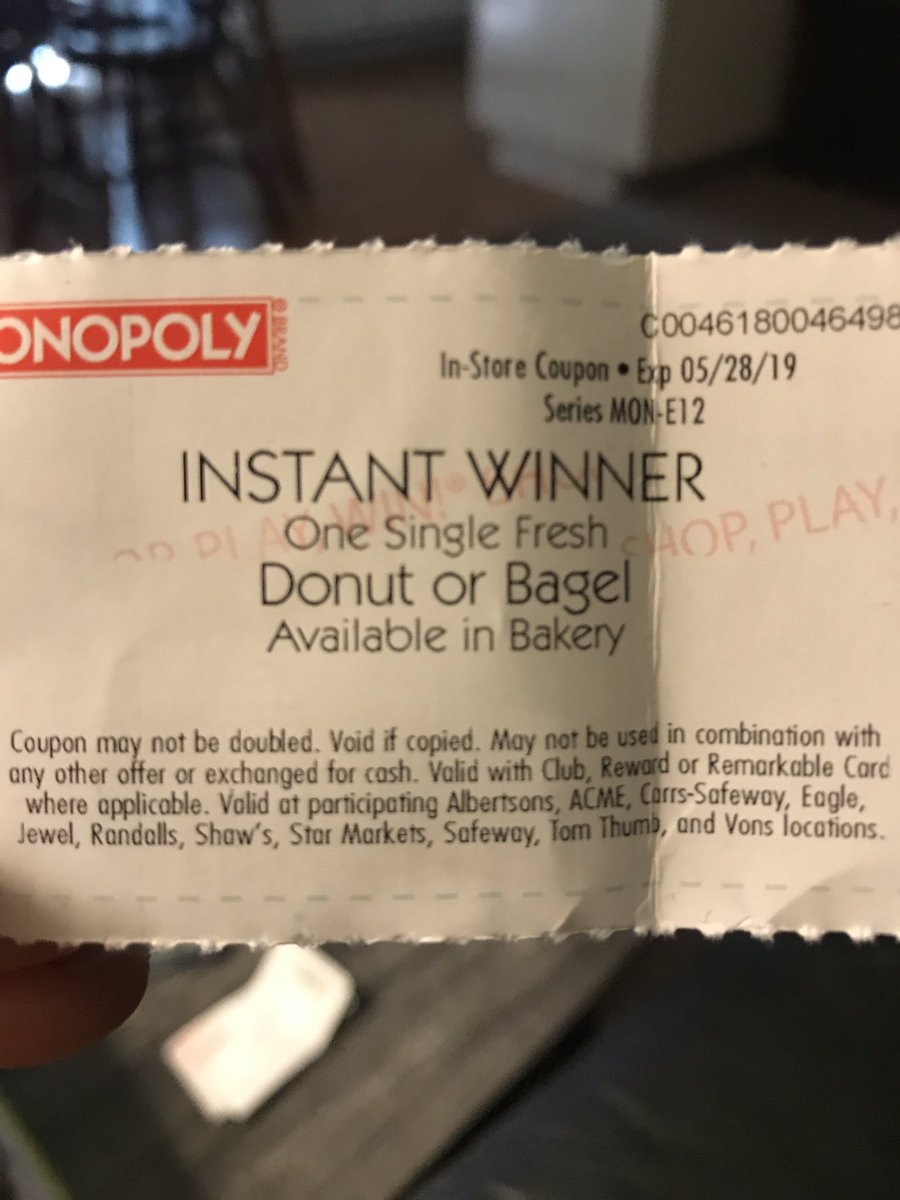 ONOPOLY
® BRAND
C0046180046498
In-Store Coupon • Exp 05/28/19
Series MON-E12
INSTANT WINNER
One Single Fresh
Donut or Bagel
Available in Bakery
PLAY, WIN!®
SHOP, PLAY,
Coupon may not be doubled. Void if copied. May not be used in combination with
any other offer or exchanged for cash. Valid with Club, Reward or Remarkable Card
where applicable. Valid at participating Albertsons, ACME, Carrs-Safeway, Eagle,
Jewel, Randalls, Shaw's, Star Markets, Safeway, Tom Thumb, and Vons locations.